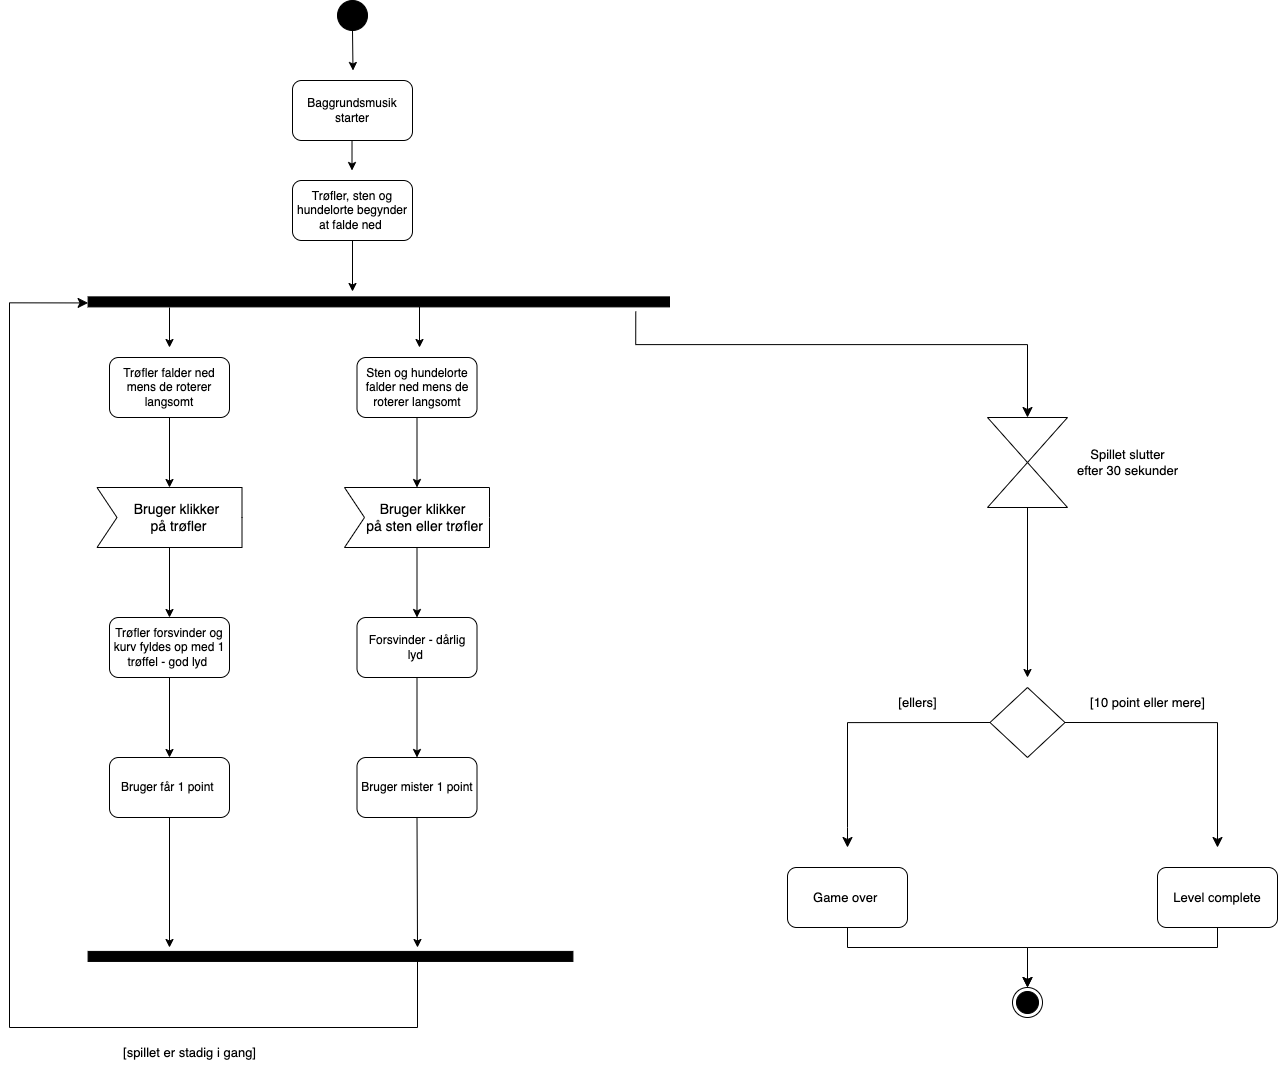 Baggrundsmusik
starter
Trøfler, sten og
hundelorte begynder
at falde ned
Trøfler falder ned
mens de roterer
langsomt
Sten og hundelorte
falder ned mens de
roterer langsomt
Spillet slutter
efter 30 sekunder
Bruger klikker
på trøfler
Bruger klikker
på sten eller trøfler
Trøfler forsvinder og
kurv fyldes op med 1
trøffel - god lyd
Forsvinder - dårlig
lyd
[ellers]
[10 point eller mere]
Bruger får 1 point
Bruger mister 1 point
Game over
Level complete
[spillet er stadig i gang]